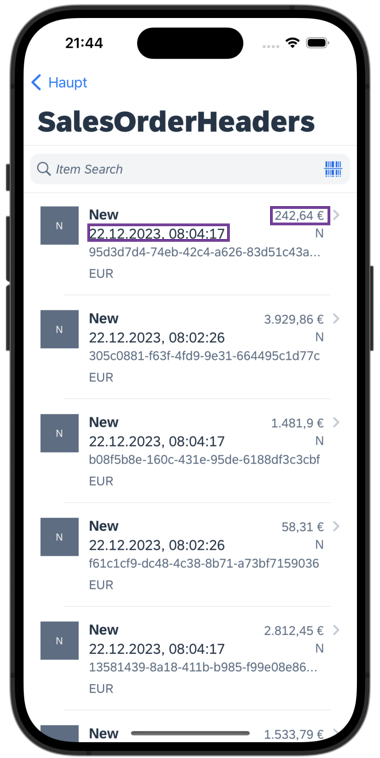 21:44
Haupt
SalesOrderHeaders
Item Search
N New 242,64 €
22.12.2023, 08:04:17 N
95d3d7d4-74eb-42c4-a626-83d51c43a...
EUR
N New 3.929,86 €
22.12.2023, 08:02:26 N
305c0881-f63f-4fd9-9e31-664495c1d77c
EUR
N New 1.481,9 €
22.12.2023, 08:04:17 N
b08f5b8e-160c-431e-95de-6188df3c3cbf
EUR
N New 58,31 €
22.12.2023, 08:02:26 N
f61c1cf9-dc48-4c38-8b71-a73bf7159036
EUR
N New 2.812,45 €
22.12.2023, 08:04:17 N
13581439-8a18-411b-b985-f99e08e86...
EUR
New 1.533,79 €